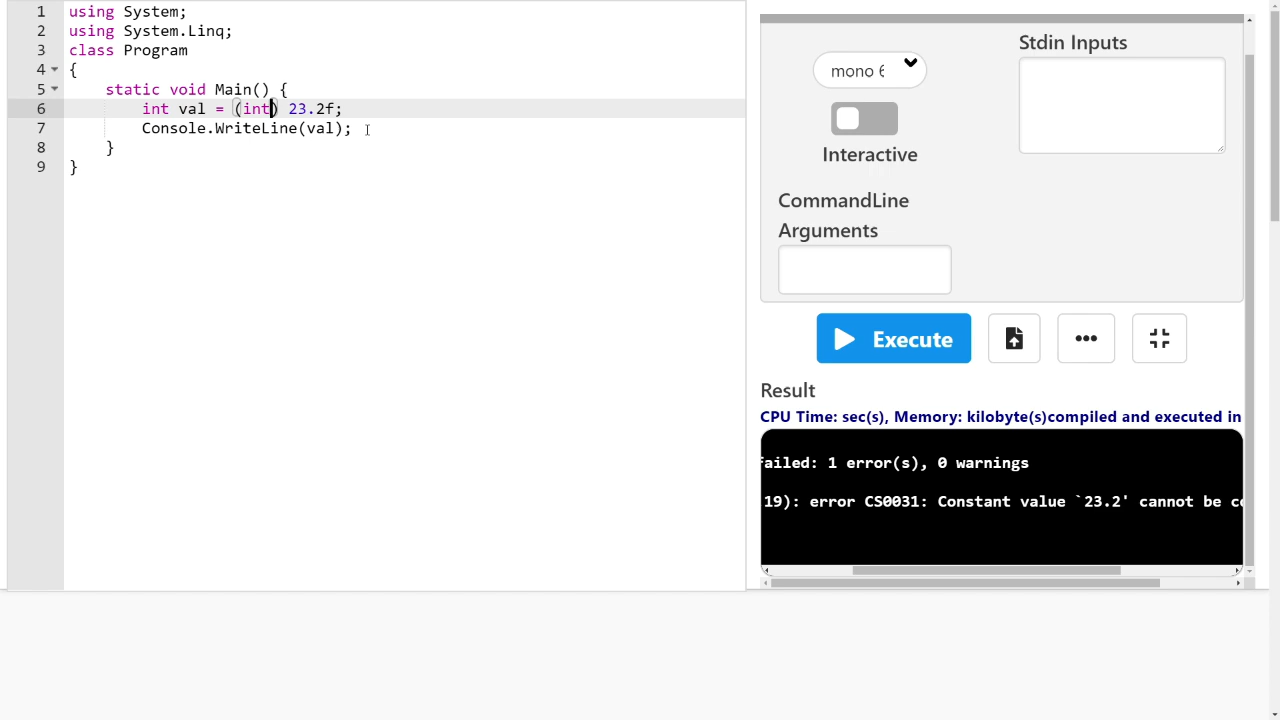 1 using System;
2 using System.Linq;
3 class Program
4 {
5 static void Main() {
6 int val = (int) 23.2f;
7 Console.WriteLine(val);
8 }
9 }
mono 6
Interactive
Stdin Inputs
CommandLine
Arguments
Execute
Result
CPU Time: sec(s), Memory: kilobyte(s)compiled and executed in
failed: 1 error(s), 0 warnings
19): error CS0031: Constant value `23.2' cannot be co